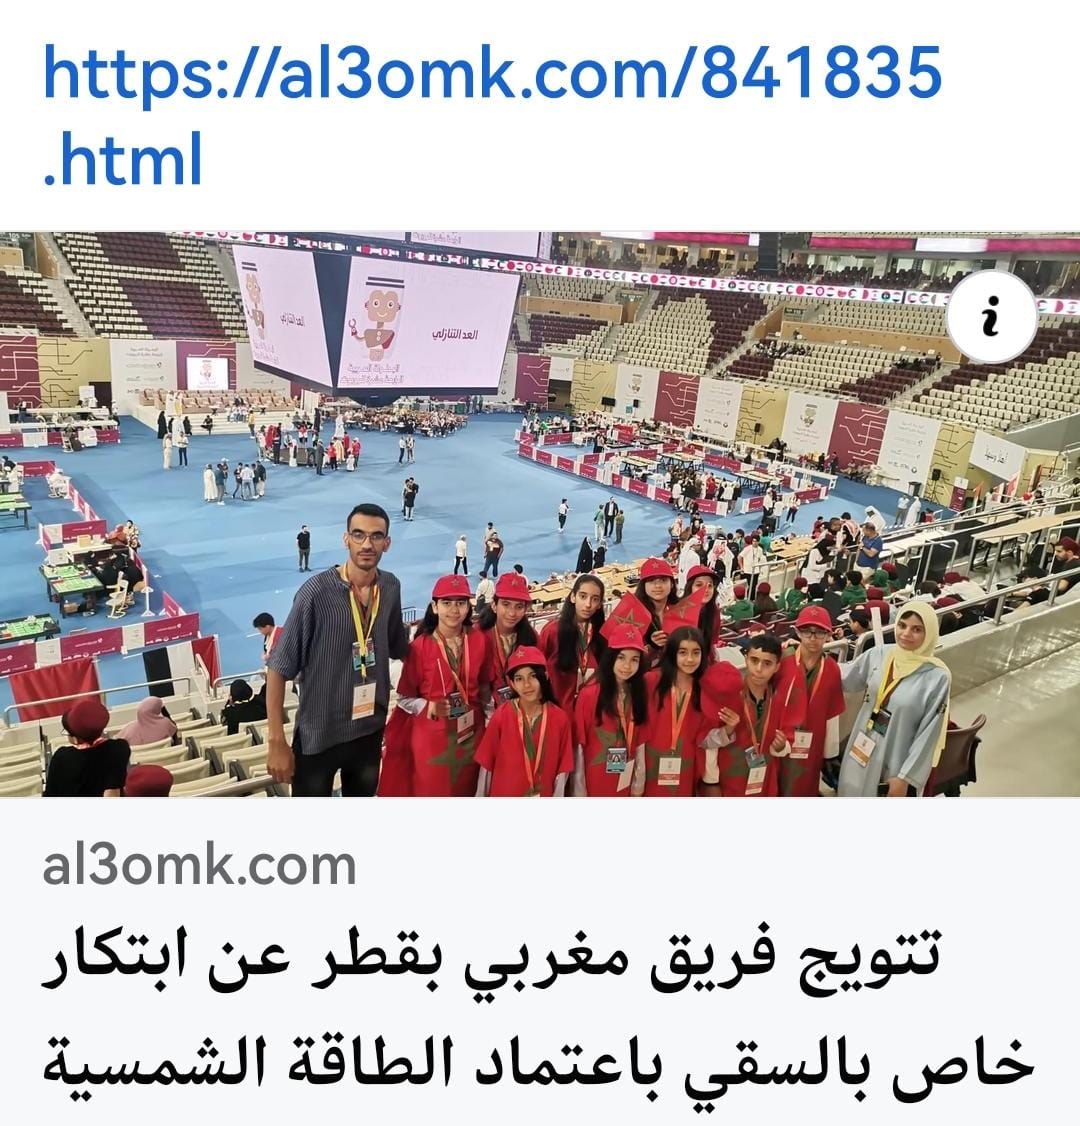 https://al3omk.com/841835
.html
العد التنازلي
العد التنازلي
al3omk.com
تتويج فريق مغربي بقطر عن ابتكار
خاص بالسقي باعتماد الطاقة الشمسية